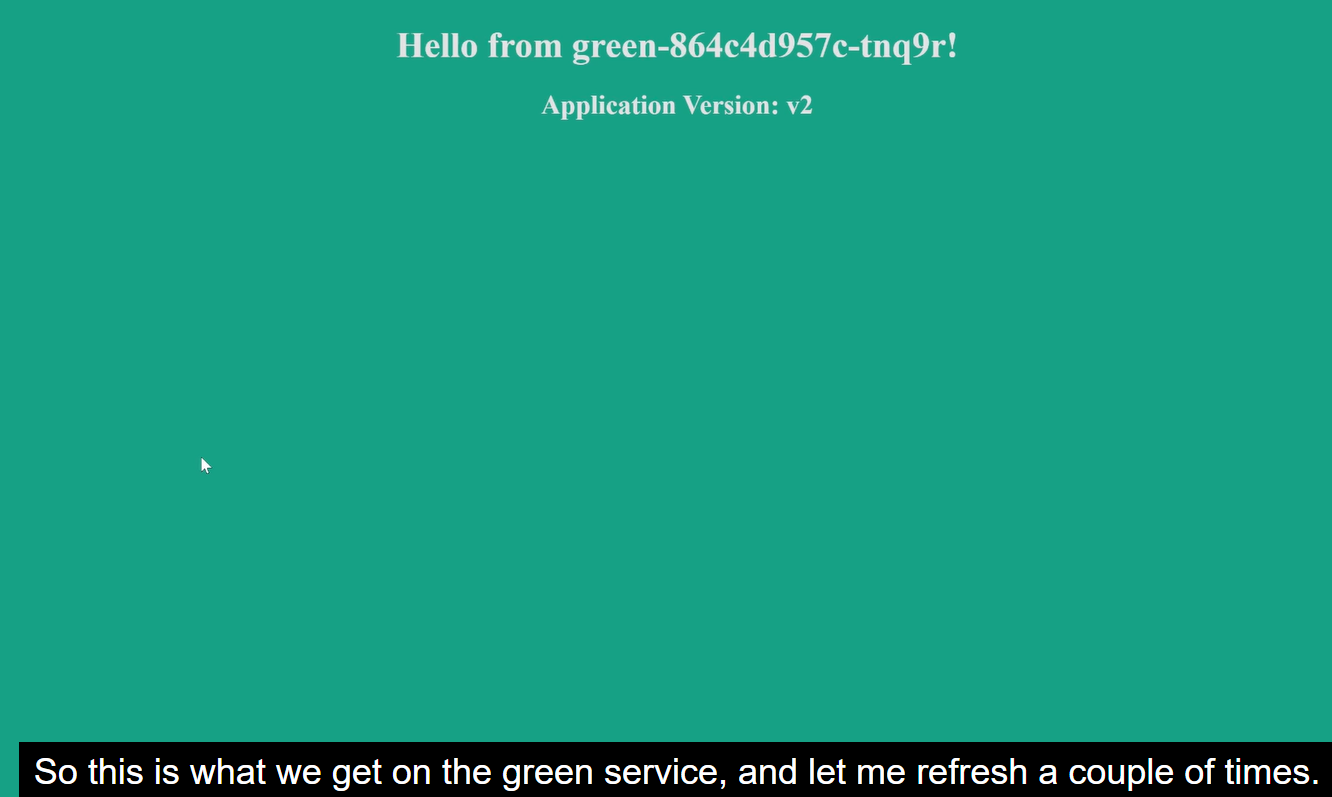 Hello from green-864c4d957c-tnq9r!
Application Version: v2
So this is what we get on the green service, and let me refresh a couple of times.